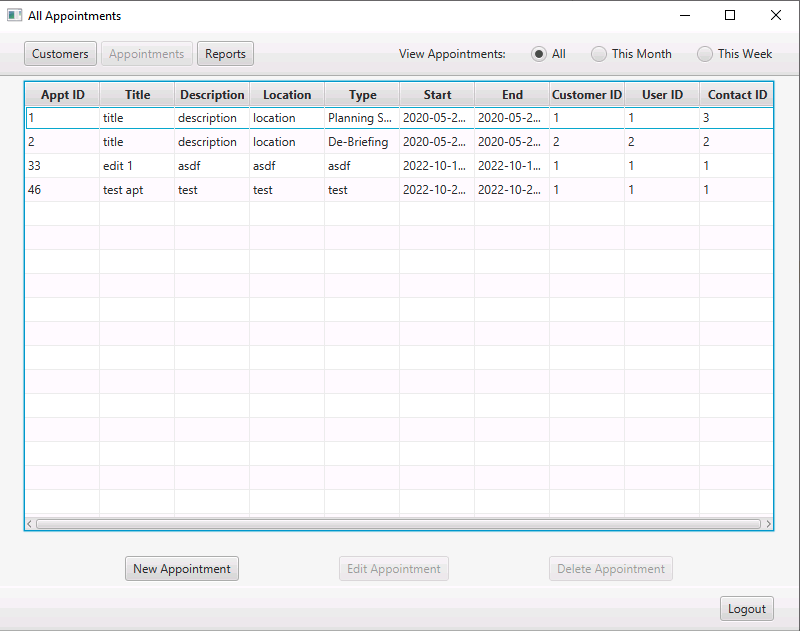 All Appointments
Customers Appointments Reports View Appointments: All This Month This Week
Appt ID Title Description Location Type Start End Customer ID User ID Contact ID
1 title description location Planning S... 2020-05-2... 2020-05-2... 1 1 3
2 title description location De-Briefing 2020-05-2... 2020-05-2... 2 2 2
33 edit 1 asdf asdf asdf 2022-10-1... 2022-10-1... 1 1 1
46 test apt test test test 2022-10-2... 2022-10-2... 1 1 1
New Appointment Edit Appointment Delete Appointment
Logout